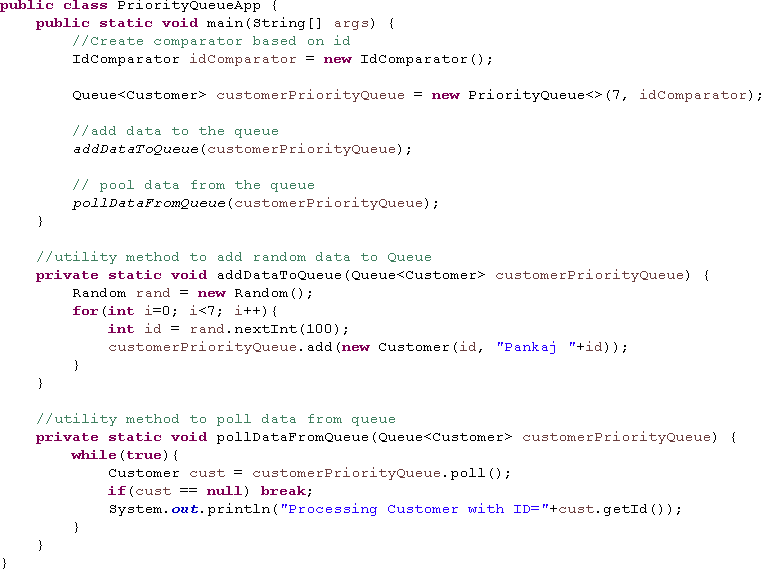 public class PriorityQueueApp {
    public static void main(String[] args) {
        //Create comparator based on id
        IdComparator idComparator = new IdComparator();

        Queue<Customer> customerPriorityQueue = new PriorityQueue<>(7, idComparator);

        //add data to the queue
        addDataToQueue(customerPriorityQueue);

        // pool data from the queue
        pollDataFromQueue(customerPriorityQueue);
    }

    //utility method to add random data to Queue
    private static void addDataToQueue(Queue<Customer> customerPriorityQueue) {
        Random rand = new Random();
        for(int i=0; i<7; i++){
            int id = rand.nextInt(100);
            customerPriorityQueue.add(new Customer(id, "Pankaj "+id));
        }
    }

    //utility method to poll data from queue
    private static void pollDataFromQueue(Queue<Customer> customerPriorityQueue) {
        while(true){
            Customer cust = customerPriorityQueue.poll();
            if(cust == null) break;
            System.out.println("Processing Customer with ID="+cust.getId());
        }
    }
}